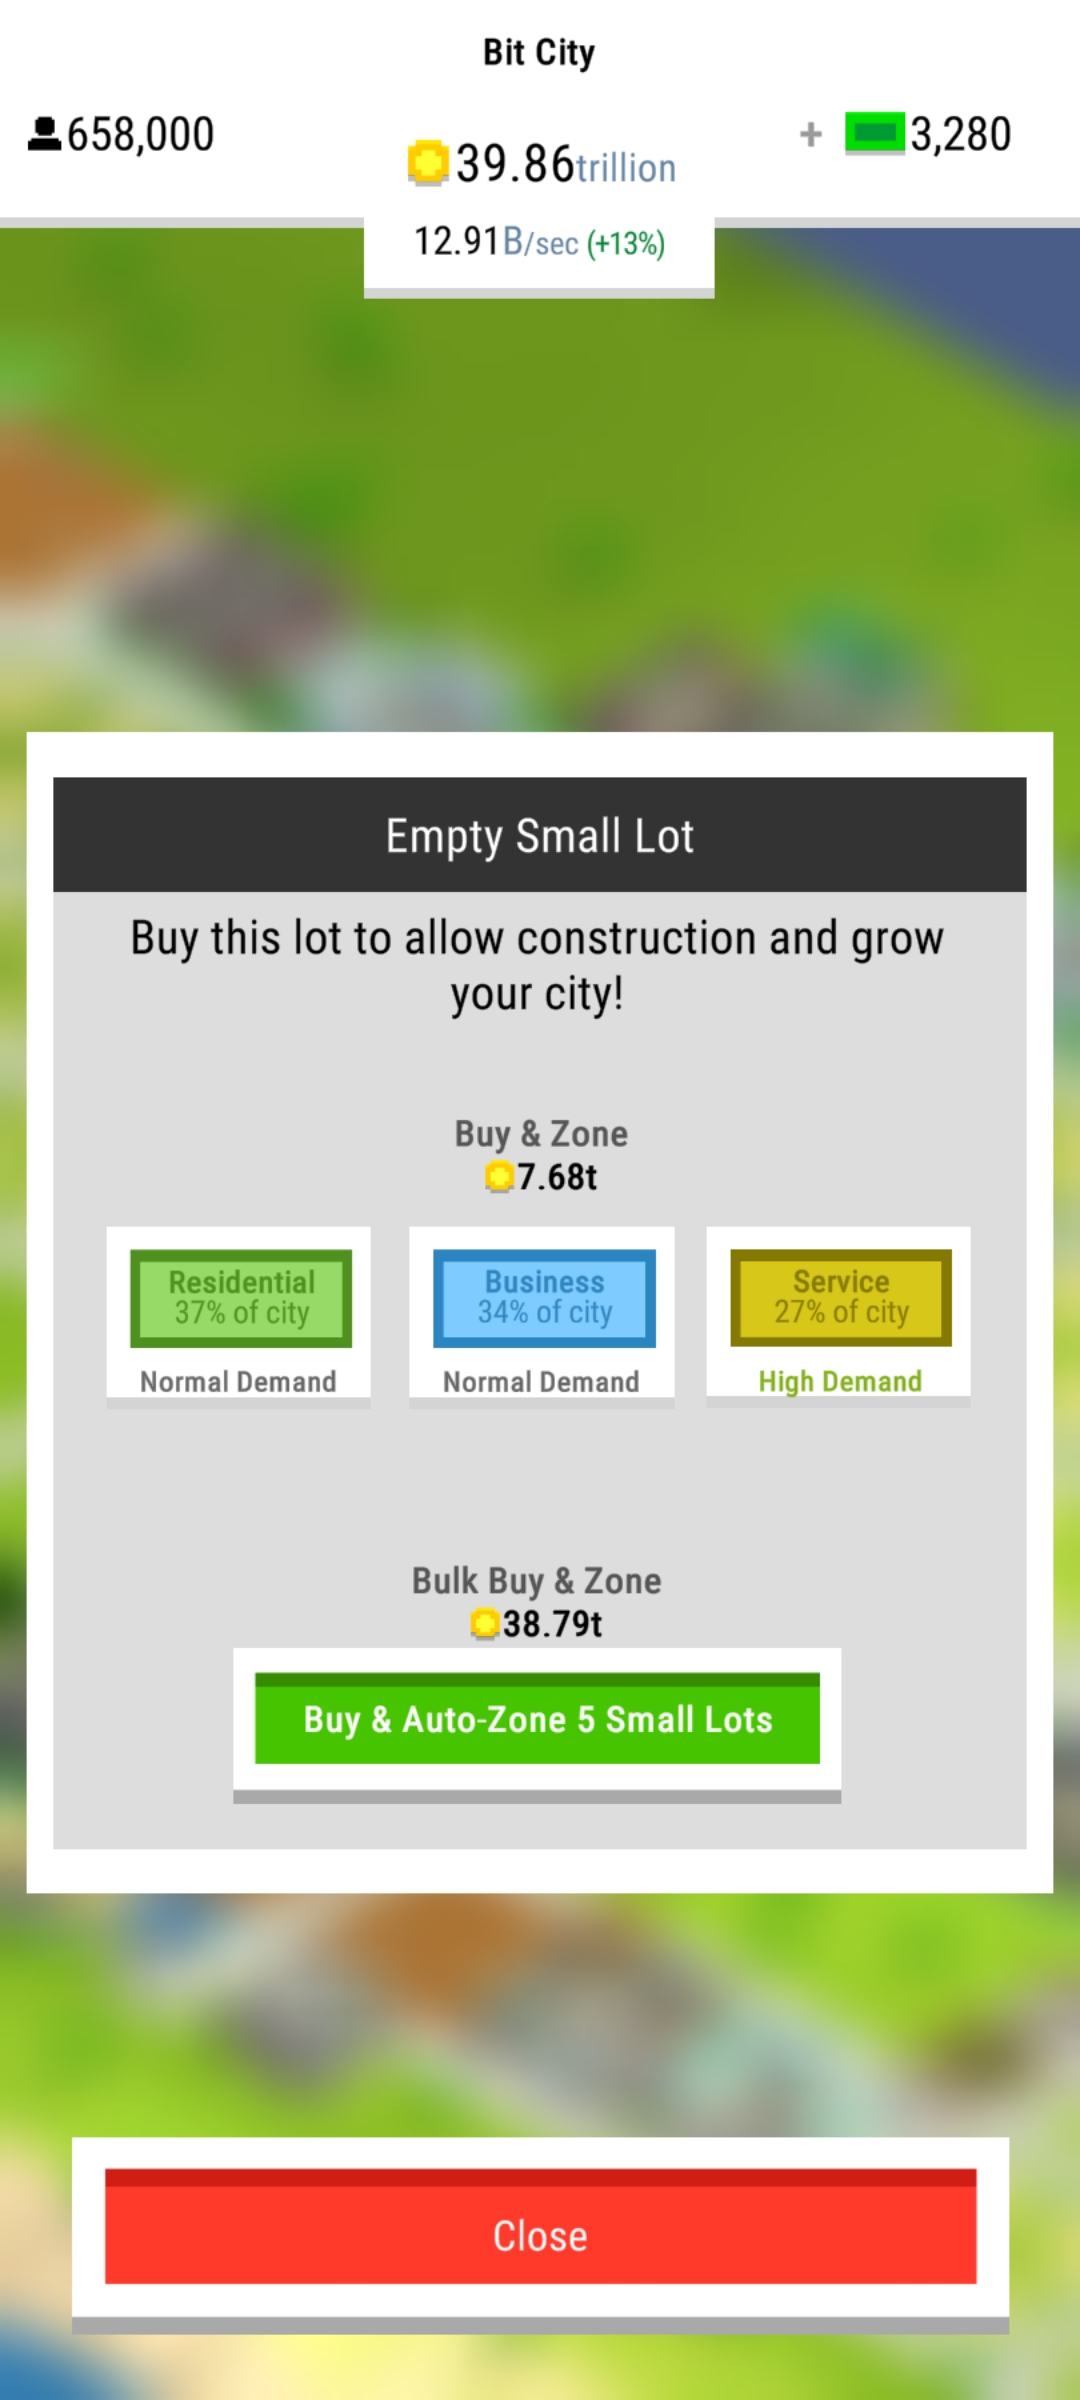 Bit City
658,000
39.86trillion
+ 3,280
12.91B/sec (+13%)
Empty Small Lot
Buy this lot to allow construction and grow
your city!
Buy & Zone
7.68t
Residential
37% of city
Normal Demand
Business
34% of city
Normal Demand
Service
27% of city
High Demand
Bulk Buy & Zone
38.79t
Buy & Auto-Zone 5 Small Lots
Close